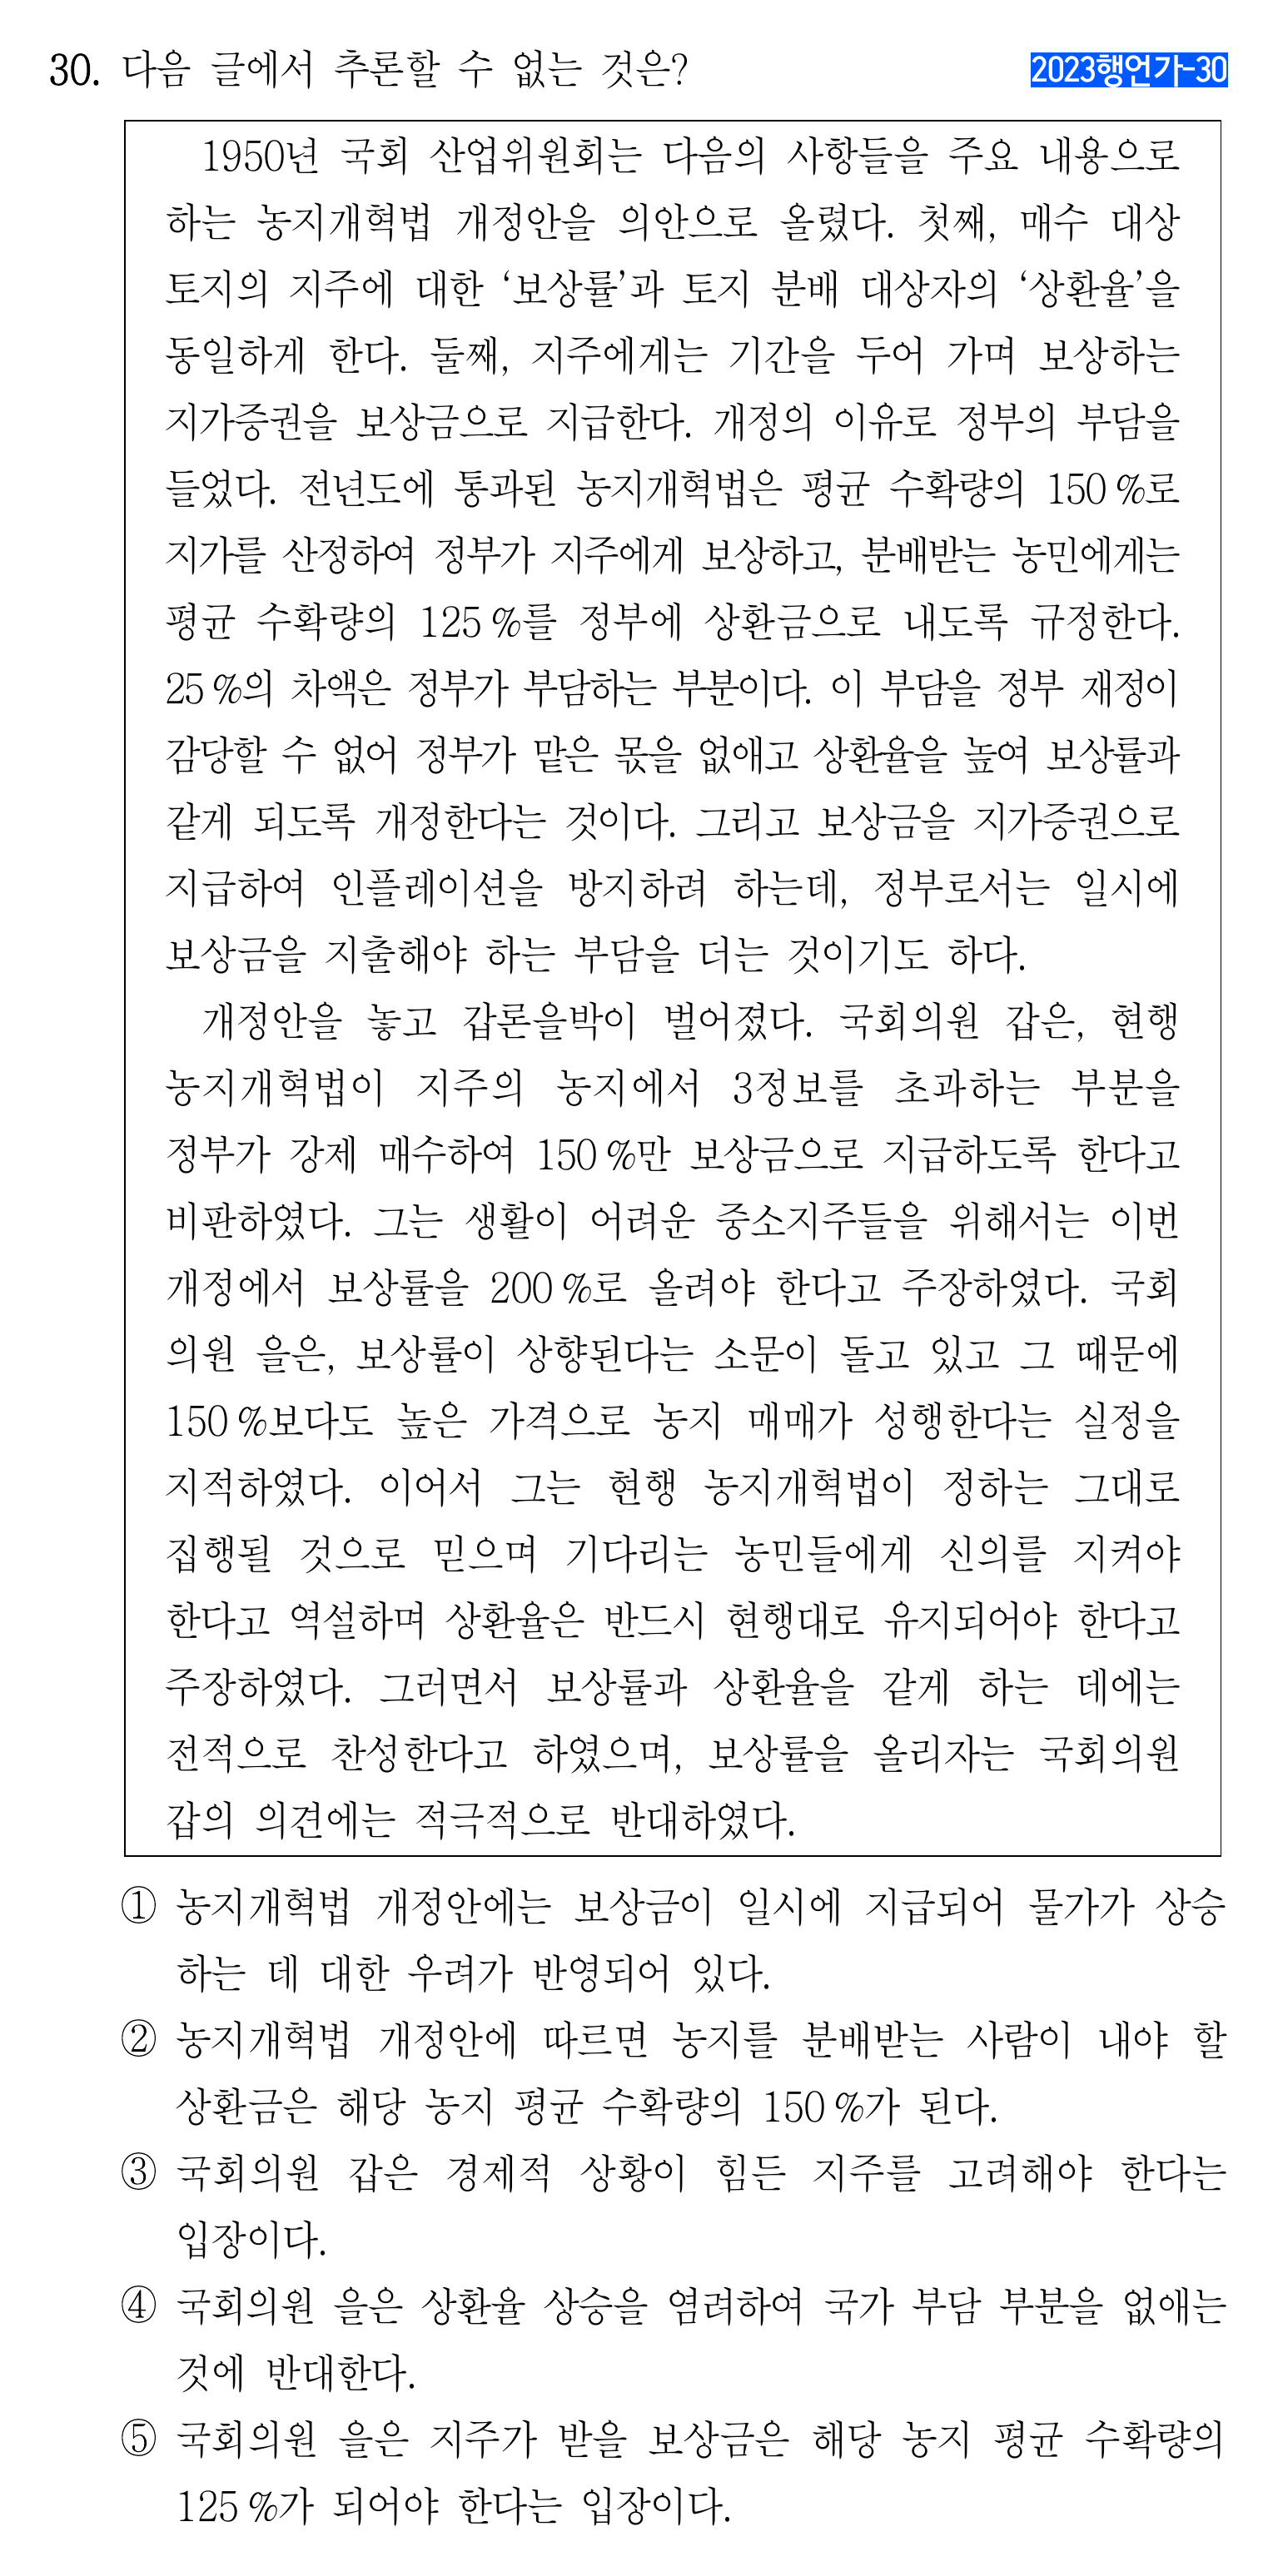 30. 다음 글에서 추론할 수 없는 것은?
2023행언가-30
1950년 국회 산업위원회는 다음의 사항들을 주요 내용으로
하는 농지개혁법 개정안을 의안으로 올렸다. 첫째, 매수 대상
토지의 지주에 대한 ‘보상률’과 토지 분배 대상자의 ‘상환율’을
동일하게 한다. 둘째, 지주에게는 기간을 두어 가며 보상하는
지가증권을 보상금으로 지급한다. 개정의 이유로 정부의 부담을
들었다. 전년도에 통과된 농지개혁법은 평균 수확량의 150 %로
지가를 산정하여 정부가 지주에게 보상하고, 분배받는 농민에게는
평균 수확량의 125 %를 정부에 상환금으로 내도록 규정한다.
25 %의 차액은 정부가 부담하는 부분이다. 이 부담을 정부 재정이
감당할 수 없어 정부가 맡은 몫을 없애고 상환율을 높여 보상률과
같게 되도록 개정한다는 것이다. 그리고 보상금을 지가증권으로
지급하여 인플레이션을 방지하려 하는데, 정부로서는 일시에
보상금을 지출해야 하는 부담을 더는 것이기도 하다.
개정안을 놓고 갑론을박이 벌어졌다. 국회의원 갑은, 현행
농지개혁법이 지주의 농지에서 3정보를 초과하는 부분을
정부가 강제 매수하여 150 %만 보상금으로 지급하도록 한다고
비판하였다. 그는 생활이 어려운 중소지주들을 위해서는 이번
개정에서 보상률을 200 %로 올려야 한다고 주장하였다. 국회
의원 을은, 보상률이 상향된다는 소문이 돌고 있고 그 때문에
150 %보다도 높은 가격으로 농지 매매가 성행한다는 실정을
지적하였다. 이어서 그는 현행 농지개혁법이 정하는 그대로
집행될 것으로 믿으며 기다리는 농민들에게 신의를 지켜야
한다고 역설하며 상환율은 반드시 현행대로 유지되어야 한다고
주장하였다. 그러면서 보상률과 상환율을 같게 하는 데에는
전적으로 찬성한다고 하였으며, 보상률을 올리자는 국회의원
갑의 의견에는 적극적으로 반대하였다.
① 농지개혁법 개정안에는 보상금이 일시에 지급되어 물가가 상승
하는 데 대한 우려가 반영되어 있다.
② 농지개혁법 개정안에 따르면 농지를 분배받는 사람이 내야 할
상환금은 해당 농지 평균 수확량의 150 %가 된다.
③ 국회의원 갑은 경제적 상황이 힘든 지주를 고려해야 한다는
입장이다.
④ 국회의원 을은 상환율 상승을 염려하여 국가 부담 부분을 없애는
것에 반대한다.
⑤ 국회의원 을은 지주가 받을 보상금은 해당 농지 평균 수확량의
125 %가 되어야 한다는 입장이다.